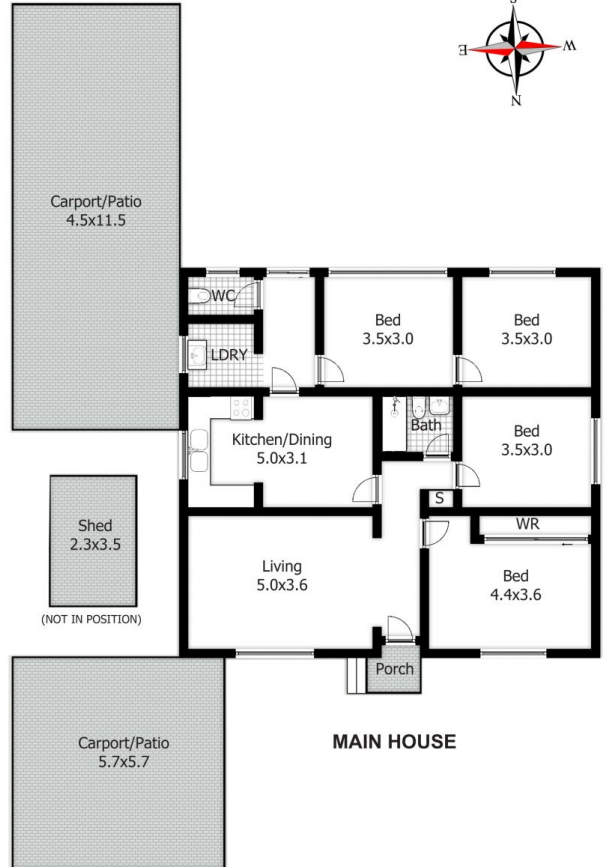 S
E
W
N
Carport/Patio
4.5x11.5
WC
LDRY
Bed
3.5x3.0
Bed
3.5x3.0
Kitchen/Dining
5.0x3.1
Bath
Bed
3.5x3.0
S
WR
Shed
2.3x3.5
(NOT IN POSITION)
Living
5.0x3.6
Bed
4.4x3.6
Porch
Carport/Patio
5.7x5.7
MAIN HOUSE